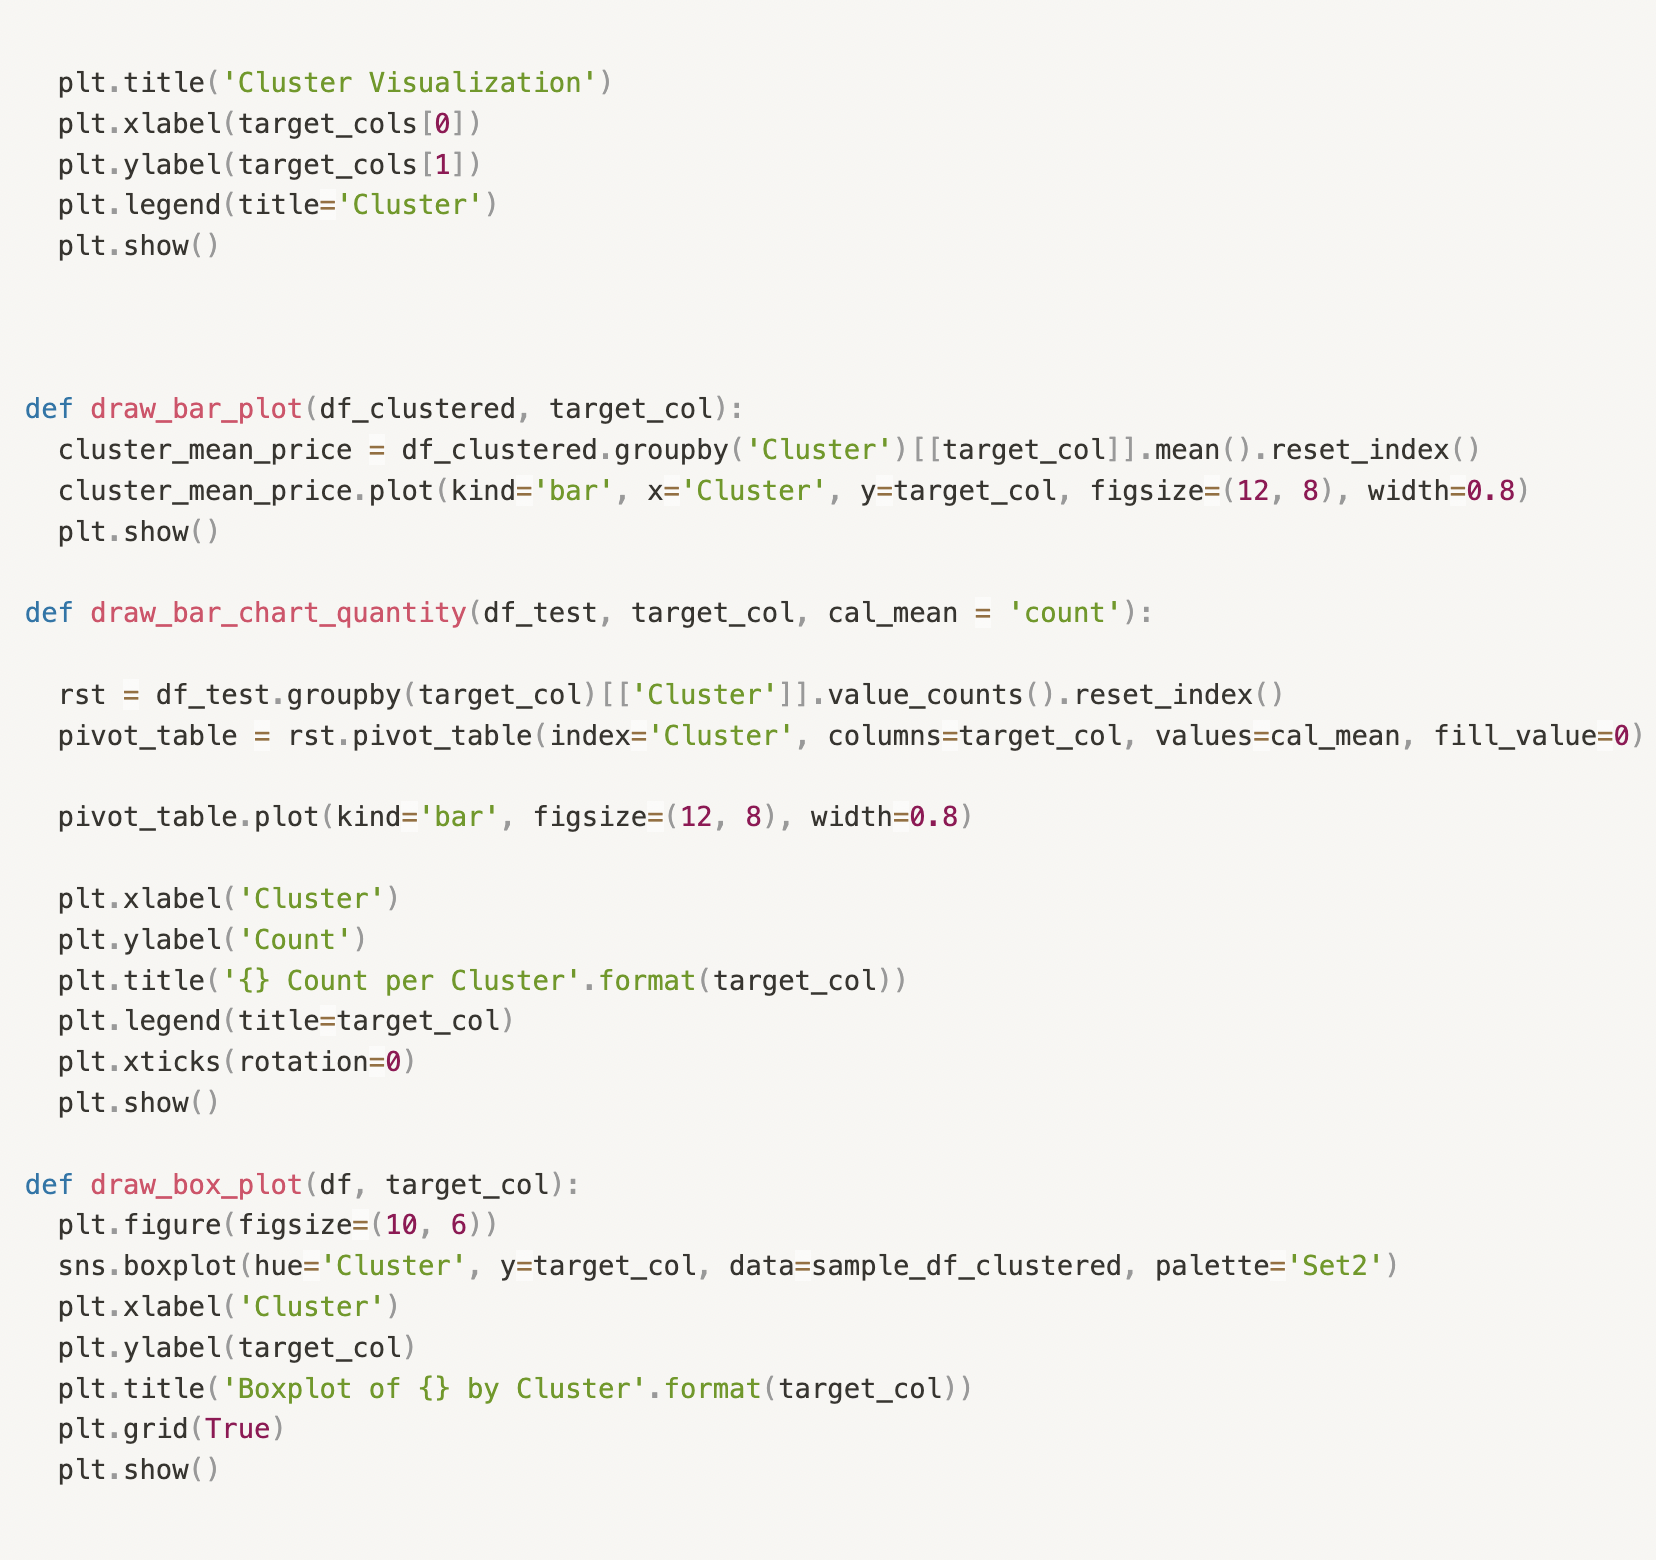 plt.title('Cluster Visualization')
plt.xlabel(target_cols[0])
plt.ylabel(target_cols[1])
plt.legend(title='Cluster')
plt.show()
def draw_bar_plot(df_clustered, target_col):
cluster_mean_price = df_clustered.groupby('Cluster')[[target_col]].mean().reset_index()
cluster_mean_price.plot(kind='bar', x='Cluster', y=target_col, figsize=(12, 8), width=0.8)
plt.show()
def draw_bar_chart_quantity(df_test, target_col, cal_mean = 'count'):
rst = df_test.groupby(target_col)[['Cluster']].value_counts().reset_index()
pivot_table = rst.pivot_table(index='Cluster', columns=target_col, values=cal_mean, fill_value=0)
pivot_table.plot(kind='bar', figsize=(12, 8), width=0.8)
plt.xlabel('Cluster')
plt.ylabel('Count')
plt.title('{} Count per Cluster'.format(target_col))
plt.legend(title=target_col)
plt.xticks(rotation=0)
plt.show()
def draw_box_plot(df, target_col):
plt.figure(figsize=(10, 6))
sns.boxplot(hue='Cluster', y=target_col, data=sample_df_clustered, palette='Set2')
plt.xlabel('Cluster')
plt.ylabel(target_col)
plt.title('Boxplot of {} by Cluster'.format(target_col))
plt.grid(True)
plt.show()